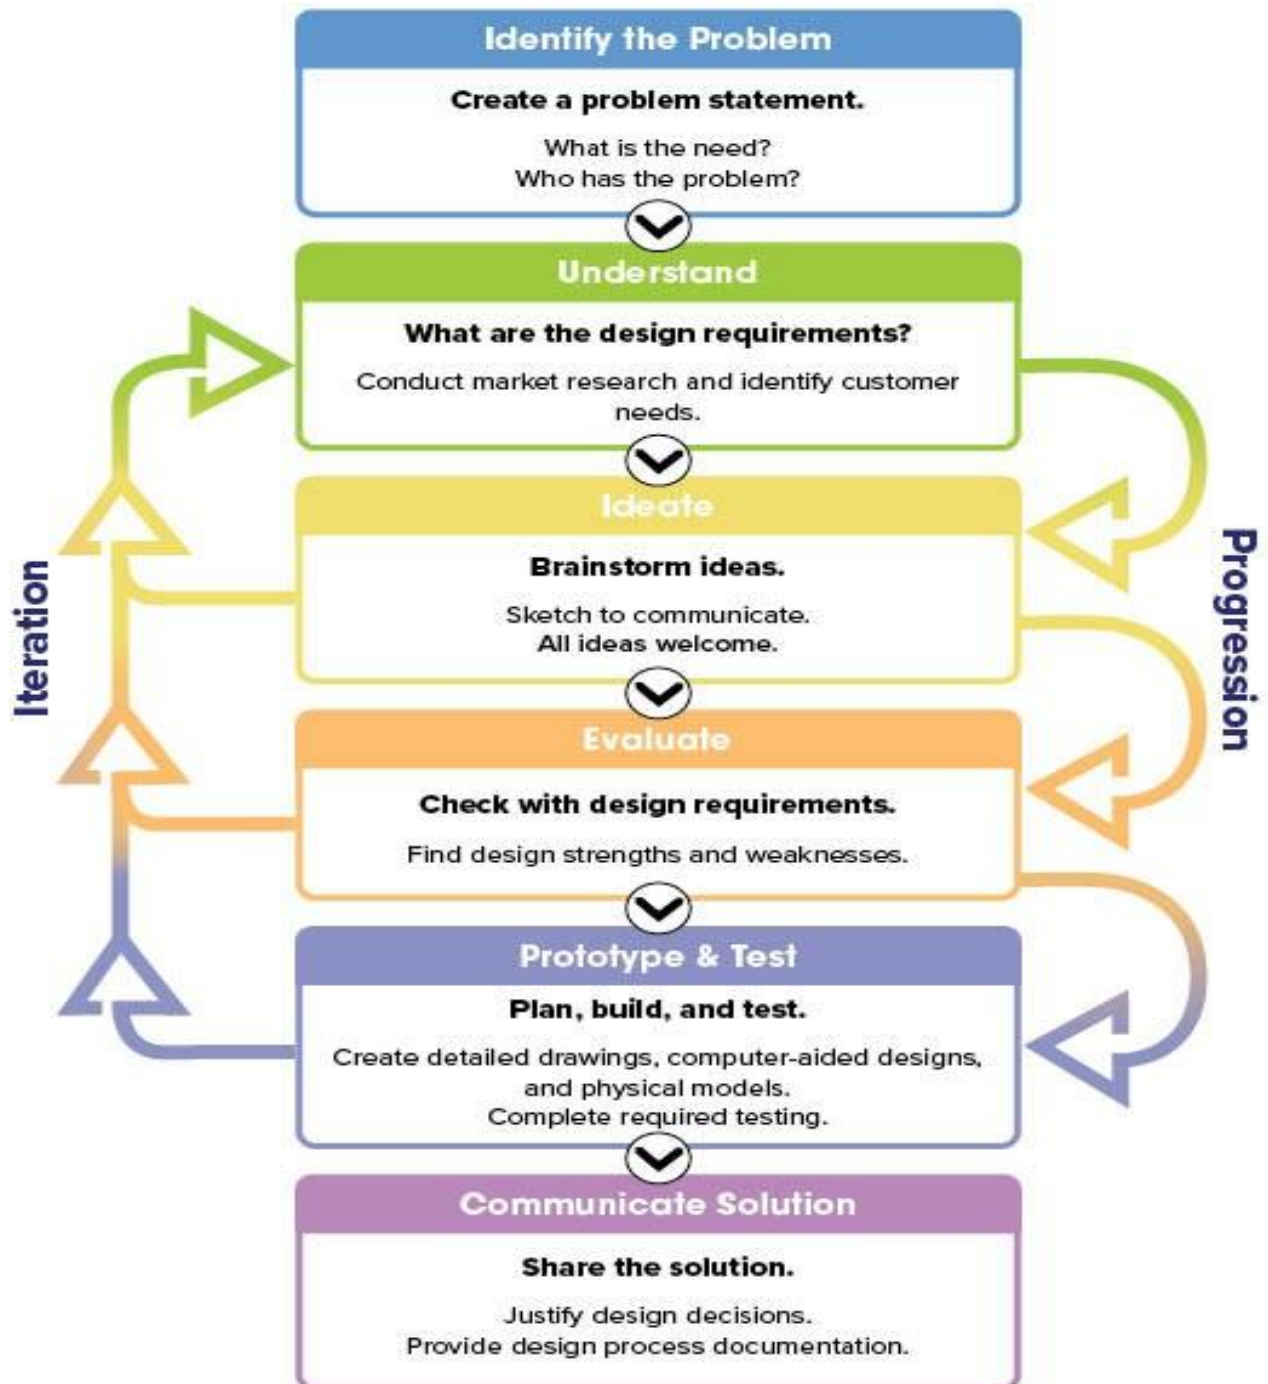 Identify the Problem
Create a problem statement.
What is the need?
Who has the problem?
Understand
What are the design requirements?
Conduct market research and identify customer
needs.
Ideate
Brainstorm ideas.
Sketch to communicate.
All ideas welcome.
Evaluate
Check with design requirements.
Find design strengths and weaknesses.
Prototype & Test
Plan, build, and test.
Create detailed drawings, computer-aided designs,
and physical models.
Complete required testing.
Communicate Solution
Share the solution.
Justify design decisions.
Provide design process documentation.
Iteration
Progression